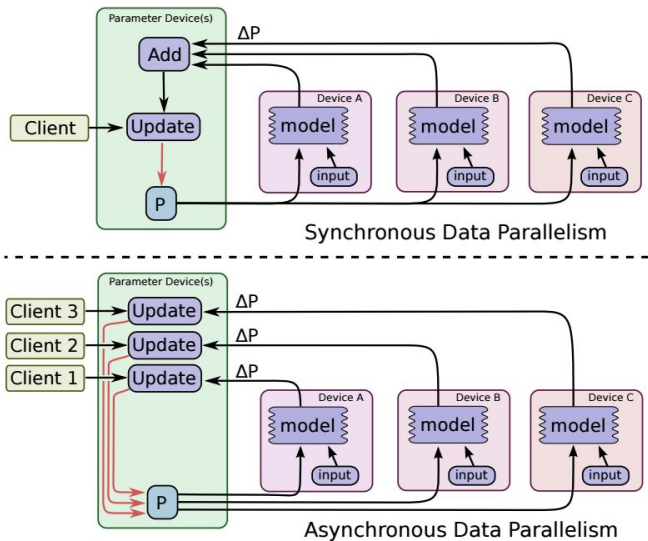 Parameter Device(s)
ΔP
Add
Device A
Device B
Device C
Client
Update
model
model
model
input
input
input
P
Synchronous Data Parallelism
Parameter Device(s)
Client 3
Update
ΔP
Client 2
Update
ΔP
Client 1
Update
ΔP
Device A
Device B
Device C
model
model
model
input
input
input
P
Asynchronous Data Parallelism